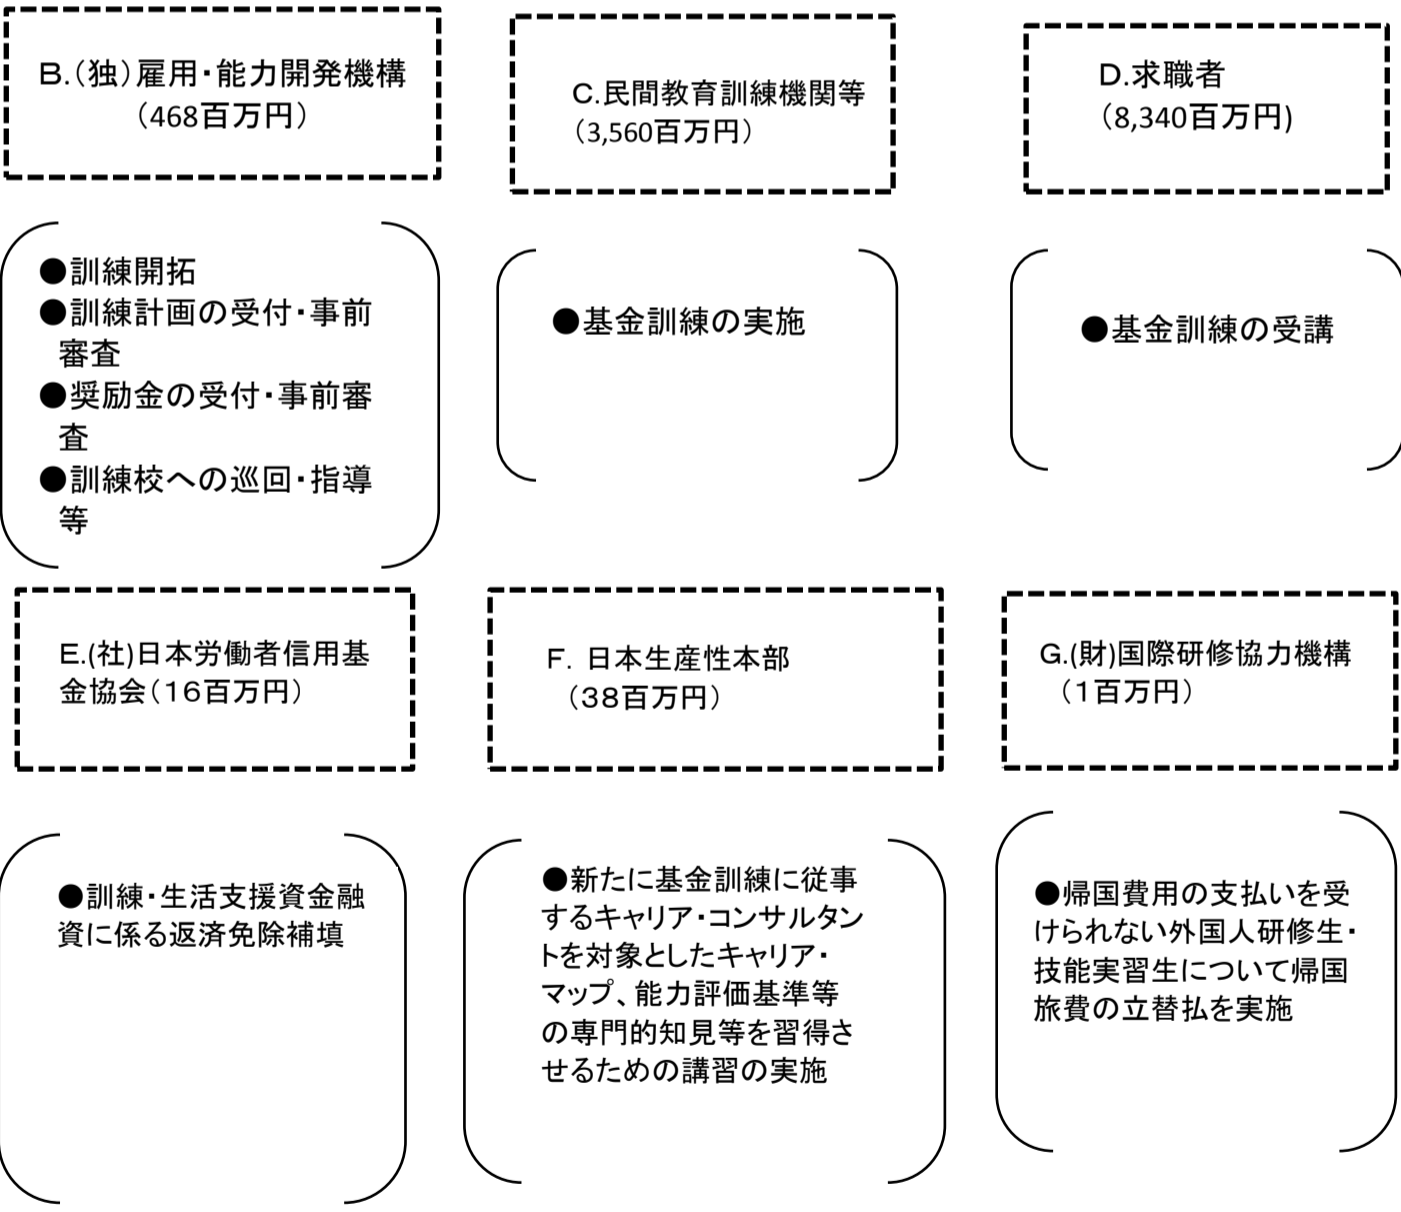 B.（独）雇用・能力開発機構
（468百万円）
C.民間教育訓練機関等
（3,560百万円）
D.求職者
（8,340百万円)
●訓練開拓
●訓練計画の受付・事前
審査
●奨励金の受付・事前審
査
●訓練校への巡回・指導
等
●基金訓練の実施
●基金訓練の受講
E.(社)日本労働者信用基
金協会（１６百万円）
F. 日本生産性本部
（３８百万円）
G.(財)国際研修協力機構
（１百万円）
●訓練・生活支援資金融
資に係る返済免除補填
●新たに基金訓練に従事
するキャリア・コンサルタン
トを対象としたキャリア・
マップ、能力評価基準等
の専門的知見等を習得さ
せるための講習の実施
●帰国費用の支払いを受
けられない外国人研修生・
技能実習生について帰国
旅費の立替払を実施